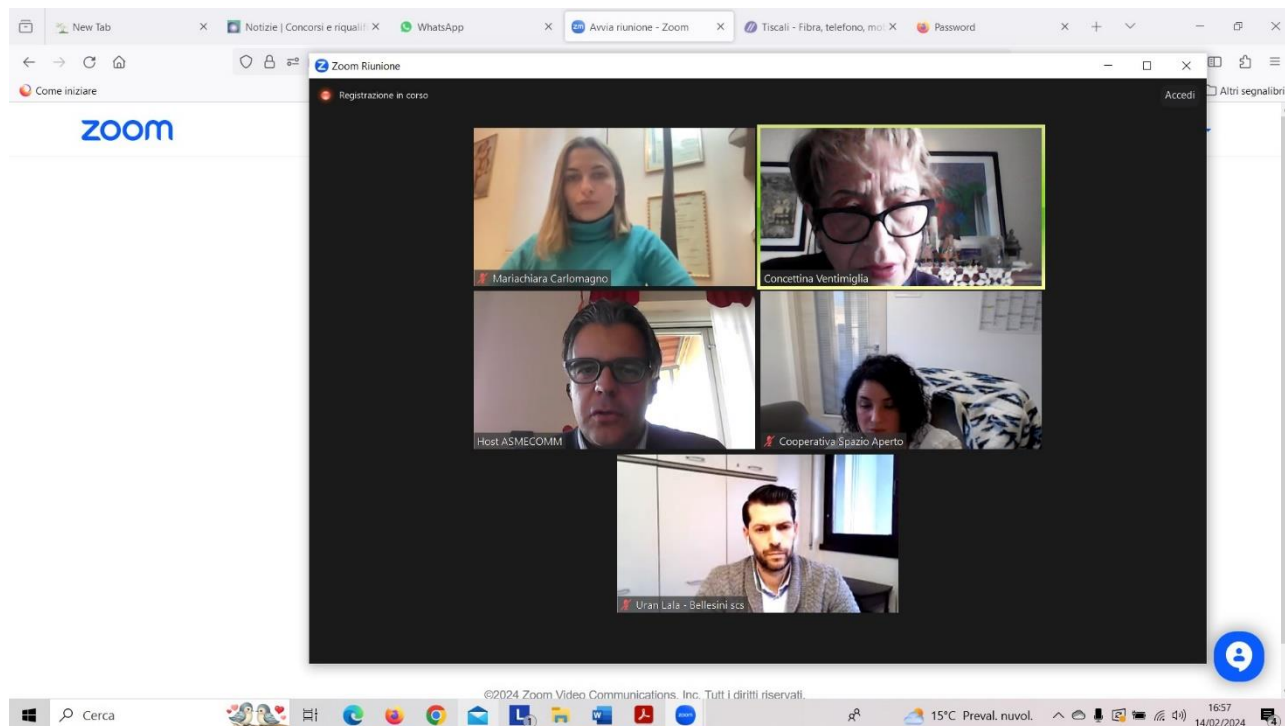 New Tab
Notizie | Concorsi e riqualifi
WhatsApp
Avvia riunione - Zoom
Tiscali - Fibra, telefono, mo
Password
Come iniziare
Altri segnalibri
zoom
Zoom Riunione
Registrazione in corso
Accedi
Mariachiara Carlomagno
Concettina Ventimiglia
Host ASMECOMM
Cooperativa Spazio Aperto
Uran Lala - Bellesini scs
©2024 Zoom Video Communications, Inc. Tutt i diritti riservati.
Cerca
15°C Preval. nuvol.
16:57
14/02/2024